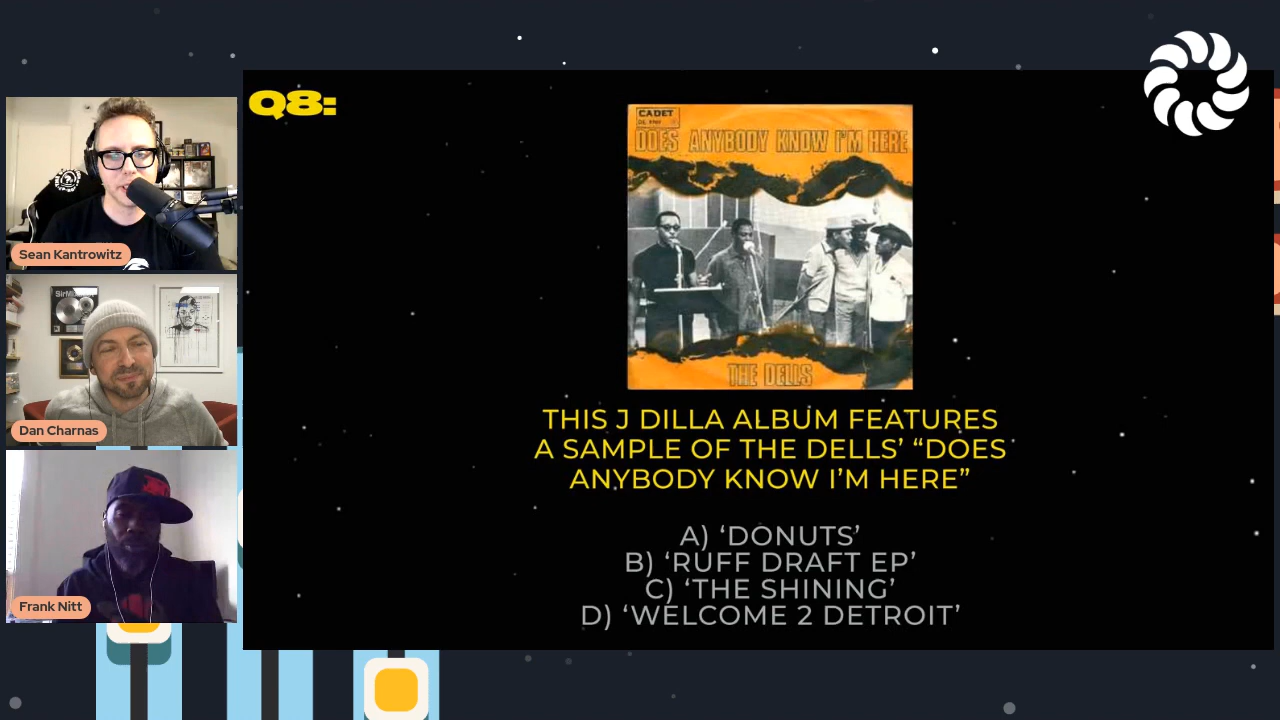 Q8:
CADET
DOES ANYBODY KNOW I'M HERE
THE DELLS
THIS J DILLA ALBUM FEATURES
A SAMPLE OF THE DELLS’ “DOES
ANYBODY KNOW I’M HERE”
A) ‘DONUTS’
B) ‘RUFF DRAFT EP’
C) ‘THE SHINING’
D) ‘WELCOME 2 DETROIT’
Sean Kantrowitz
Dan Charnas
Frank Nitt